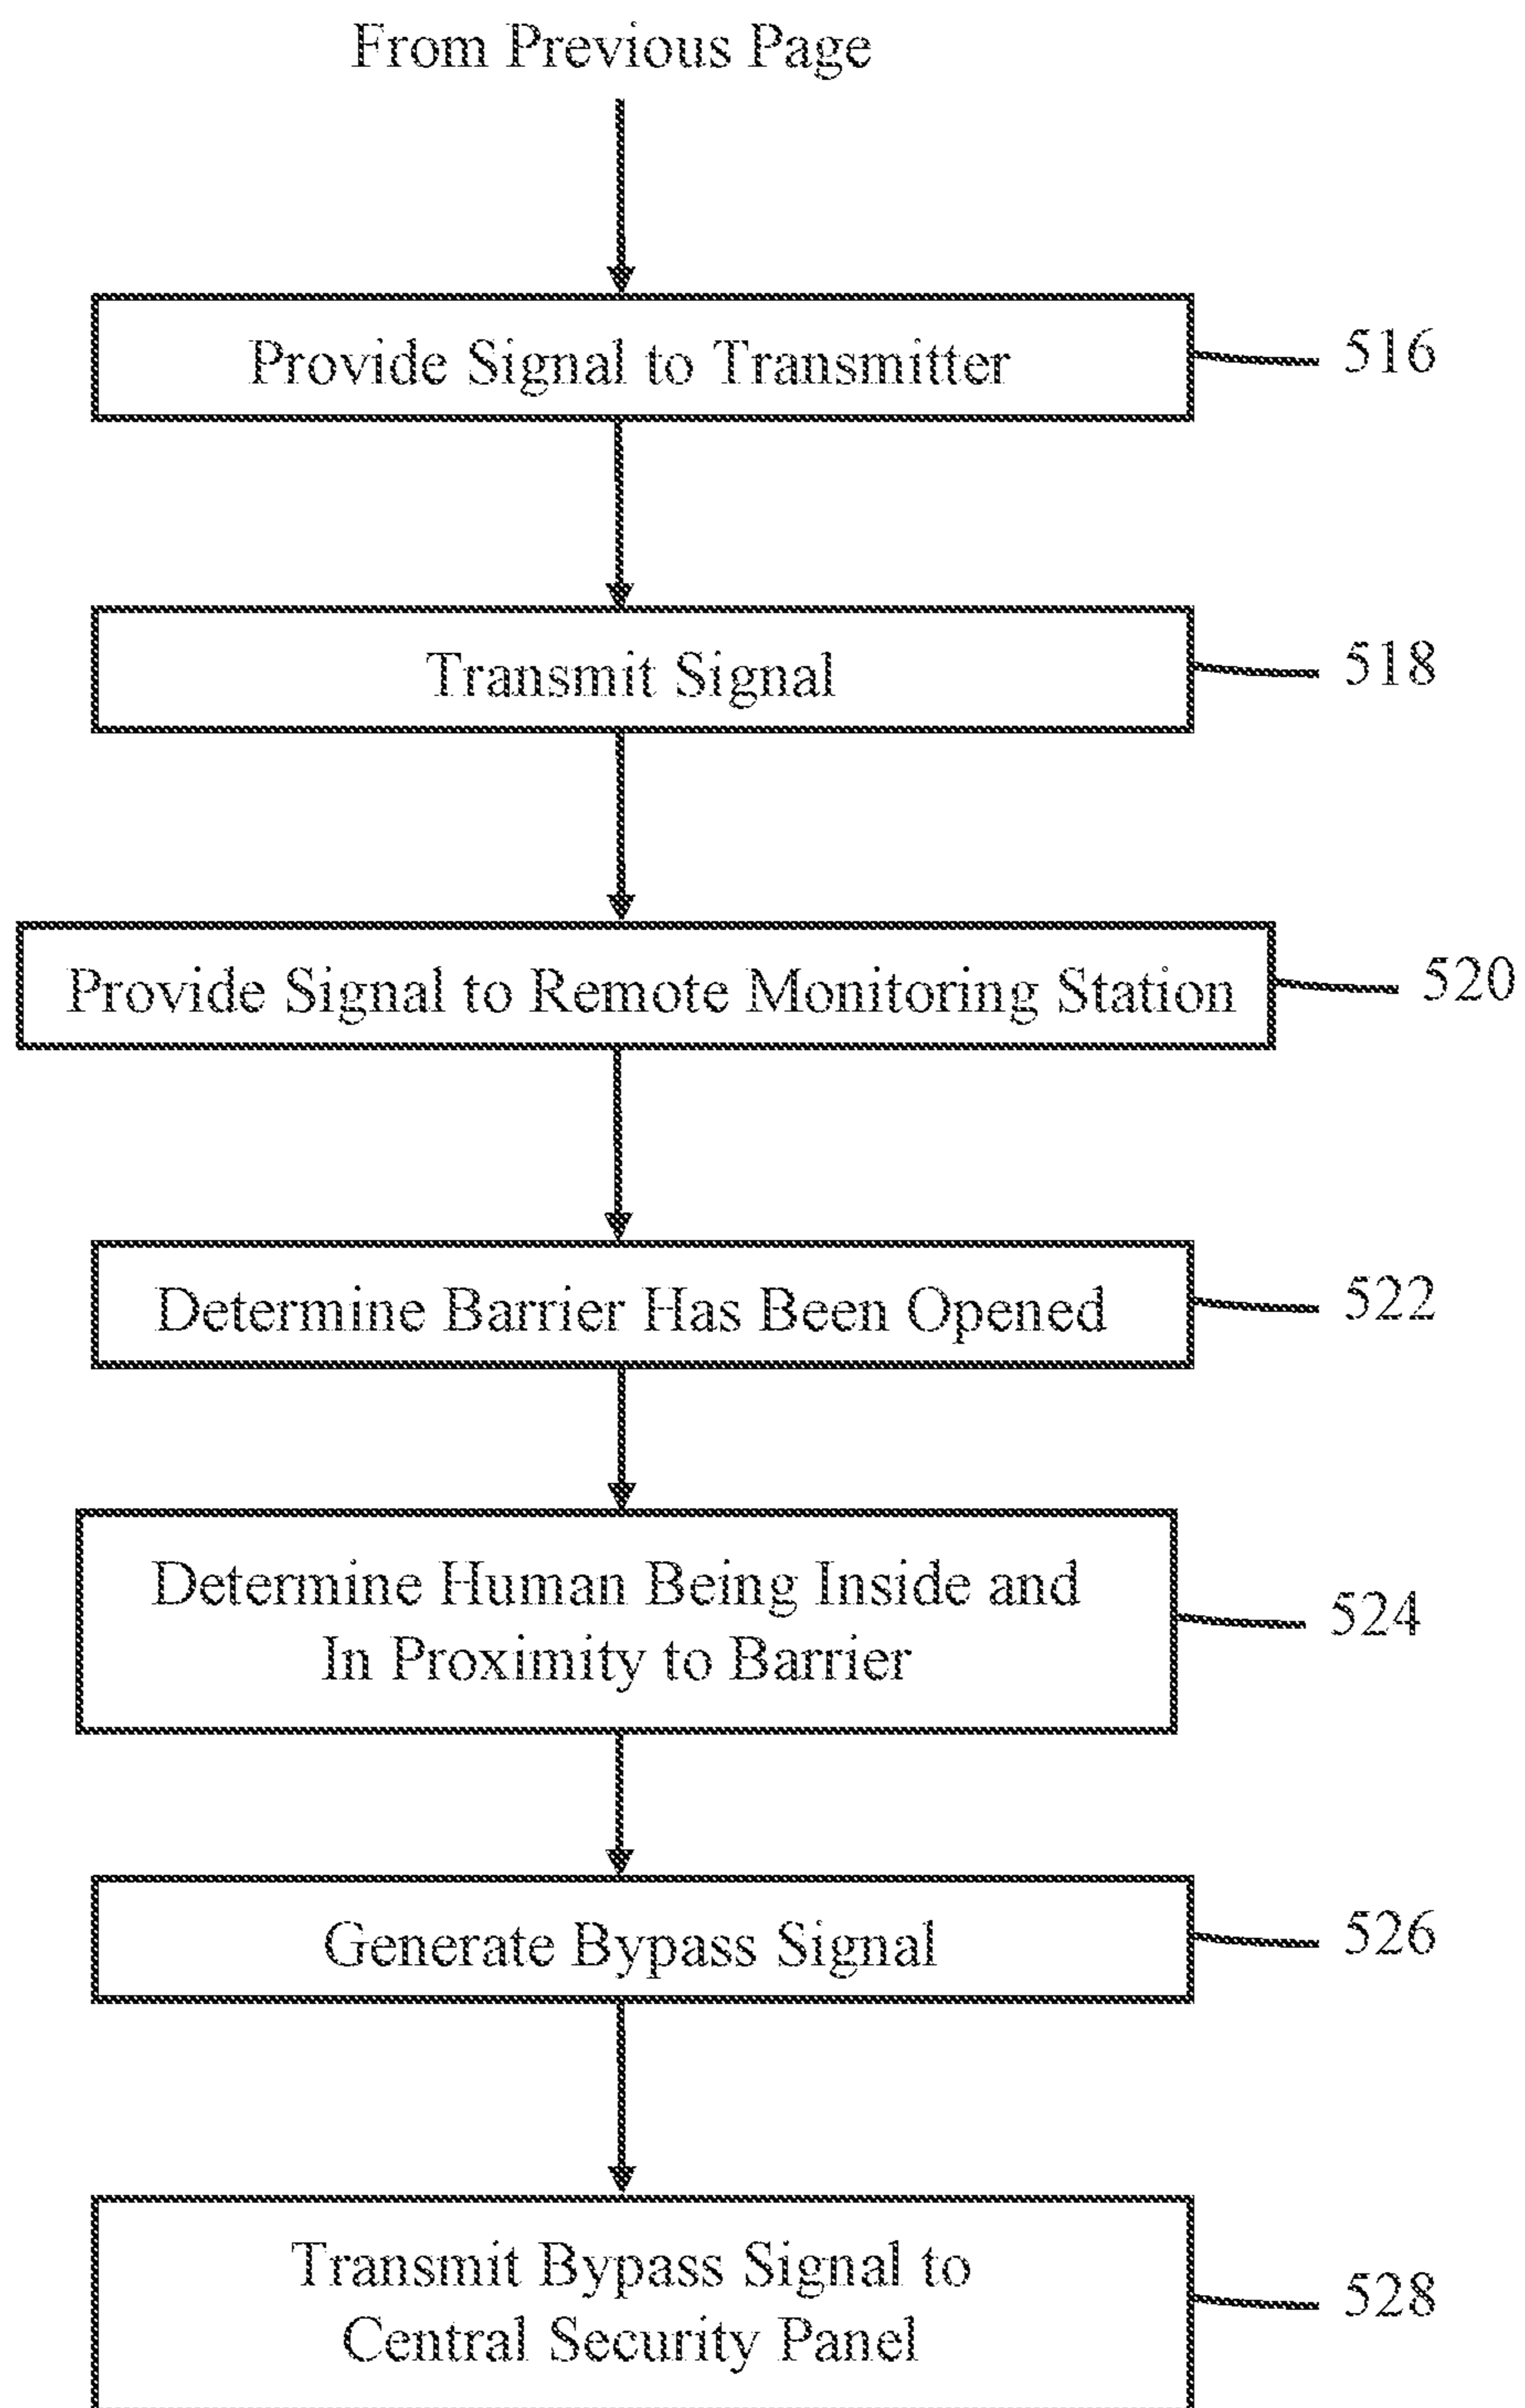 From Previous Page
Provide Signal to Transmitter
516
Transmit Signal
518
Provide Signal to Remote Monitoring Station
520
Determine Barrier Has Been Opened
522
Determine Human Being Inside and
In Proximity to Barrier
524
Generate Bypass Signal
526
Transmit Bypass Signal to
Central Security Panel
528